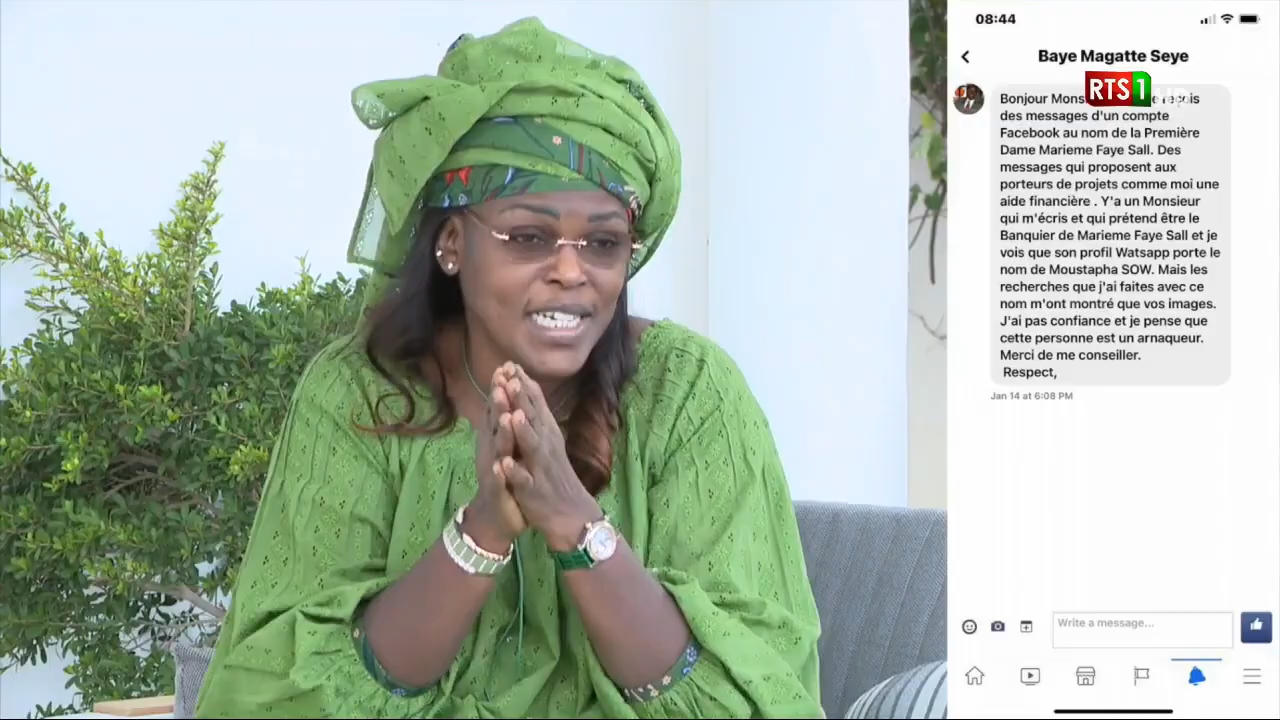 08:44
Baye Magatte Seye
RTS1
Bonjour
des messages d'un compte
Facebook au nom de la Première
Dame Marieme Faye Sall. Des
messages qui proposent aux
porteurs de projets comme moi une
aide financière . Y'a un Monsieur
qui m'écris et qui prétend être le
Banquier de Marieme Faye Sall et je
vois que son profil Watsapp porte le
nom de Moustapha SOW. Mais les
recherches que j'ai faites avec ce
nom m'ont montré que vos images.
J'ai pas confiance et je pense que
cette personne est un arnaqueur.
Merci de me conseiller.
Respect,
Jan 14 at 6:08 PM
Write a message...